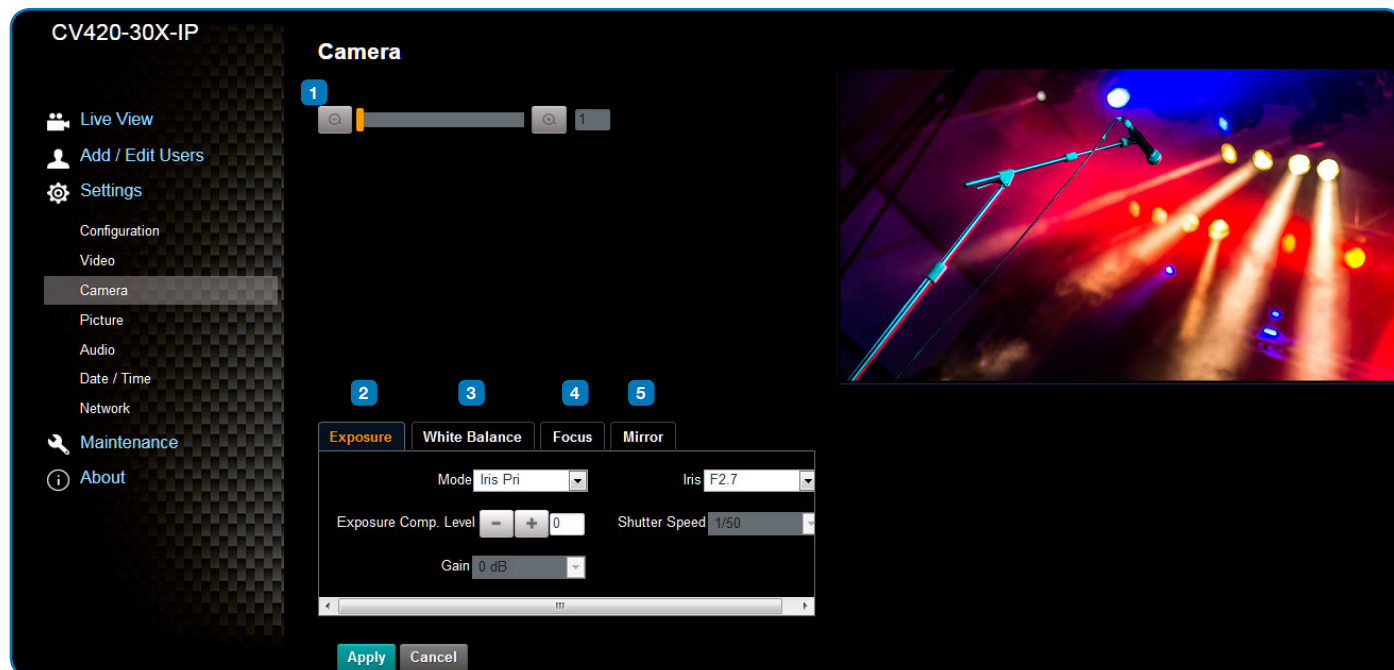 CV420-30X-IP
Live View
Add / Edit Users
Settings
Configuration
Video
Camera
Picture
Audio
Date / Time
Network
Maintenance
About
Camera
1
1
2 3 4 5
Exposure White Balance Focus Mirror
Mode Iris Pri Iris F2.7
Exposure Comp. Level - + 0 Shutter Speed 1/50
Gain 0 dB
Apply Cancel